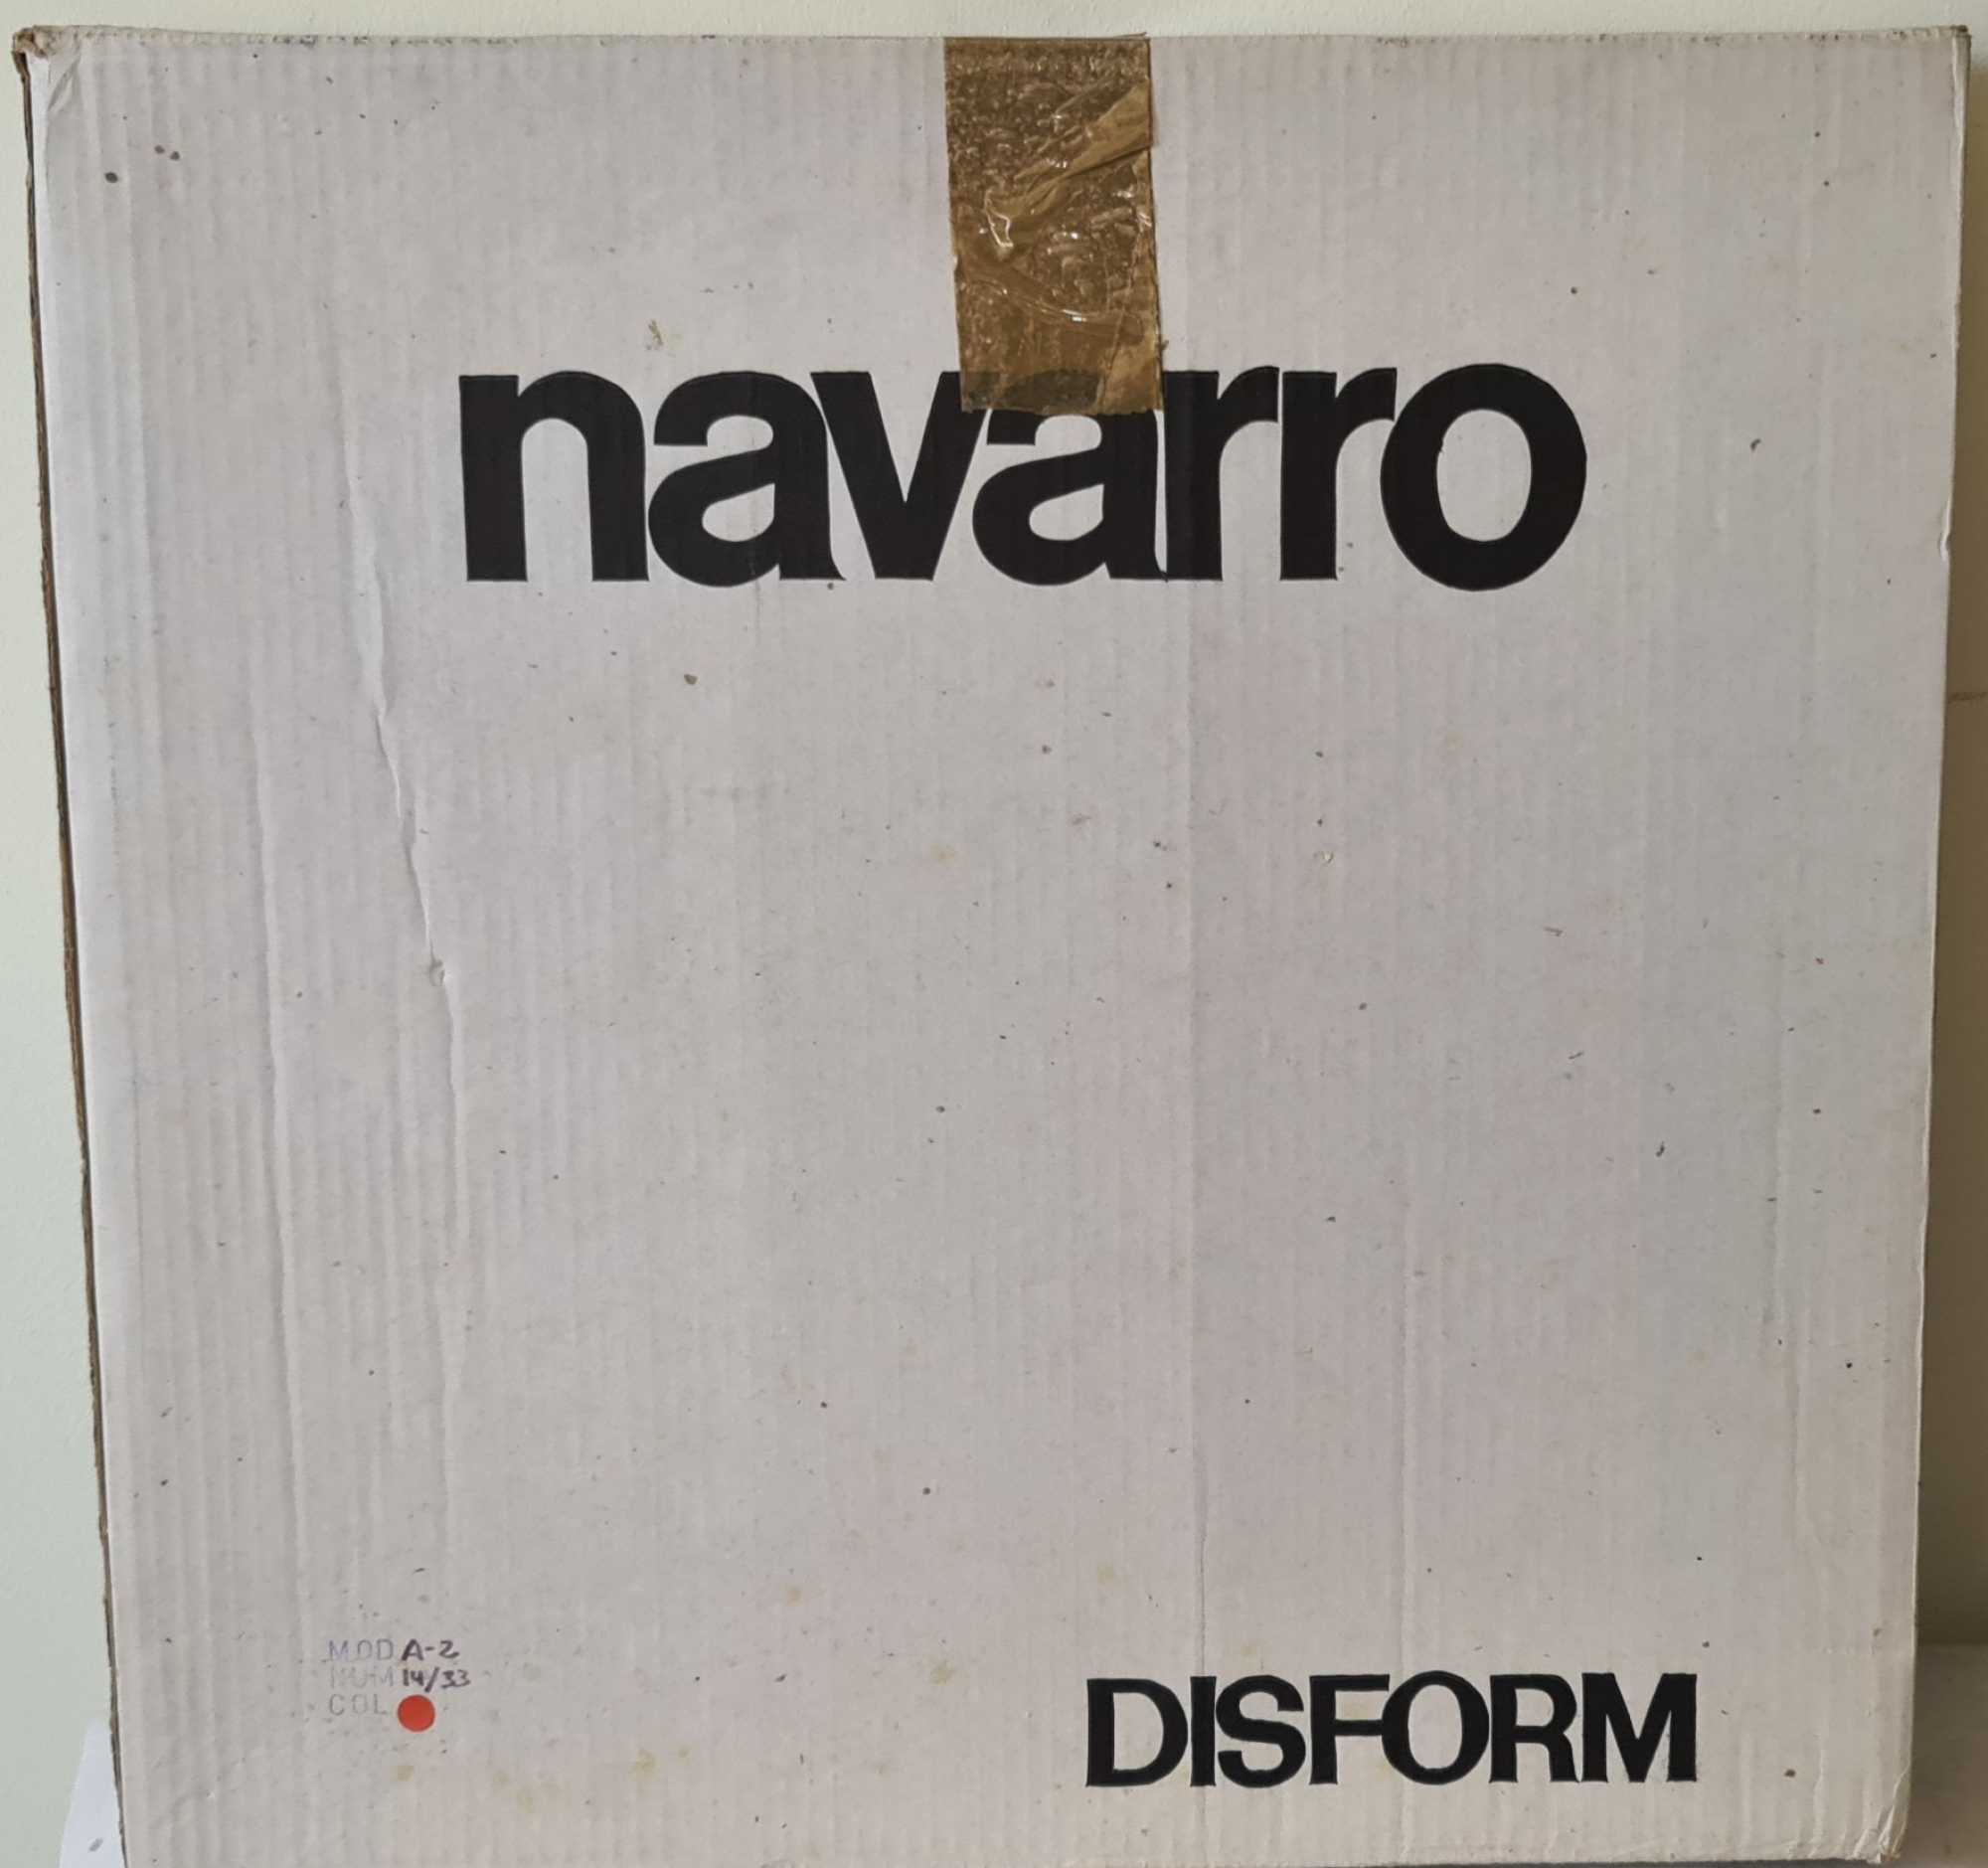 navarro
MOD A-2
NUM 14/33
COL
DISFORM